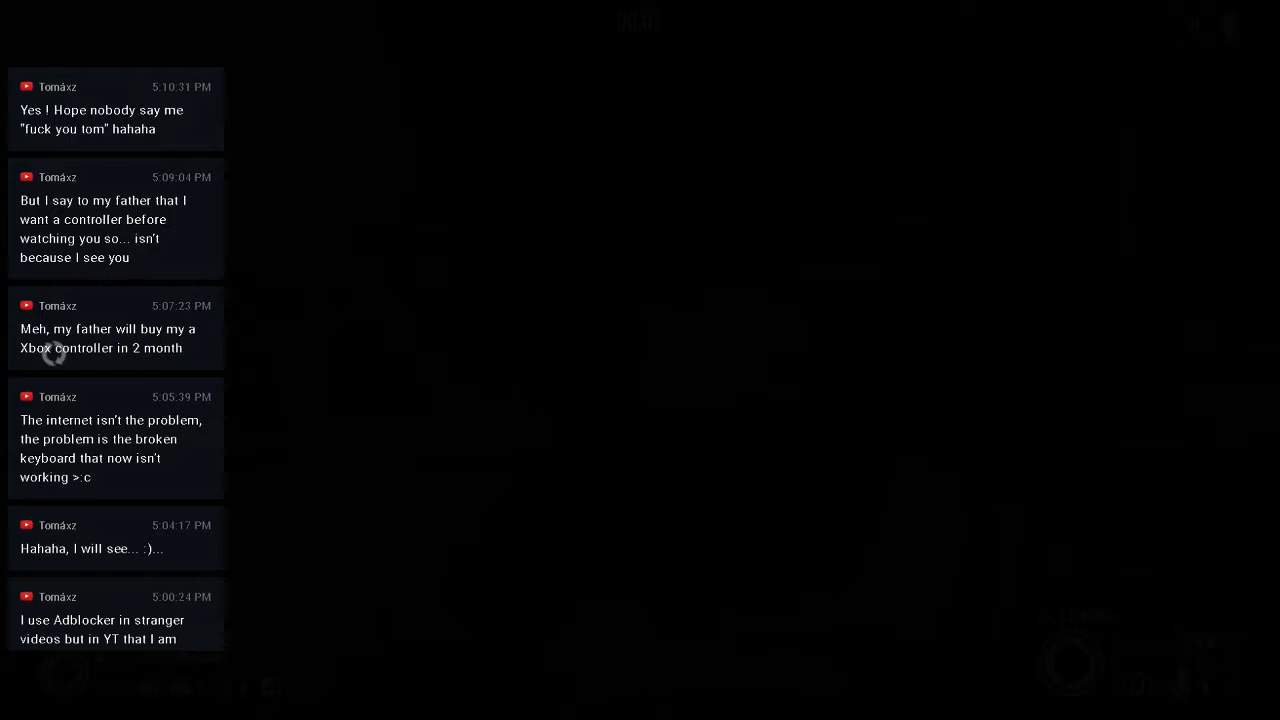 Tomáxz 5:10:31 PM
Yes ! Hope nobody say me
"fuck you tom" hahaha
Tomáxz 5:09:04 PM
But I say to my father that I
want a controller before
watching you so... isn't
because I see you
Tomáxz 5:07:23 PM
Meh, my father will buy my a
Xbox controller in 2 month
Tomáxz 5:05:39 PM
The internet isn't the problem,
the problem is the broken
keyboard that now isn't
working >:c
Tomáxz 5:04:17 PM
Hahaha, I will see... :)...
Tomáxz 5:00:24 PM
I use Adblocker in stranger
videos but in YT that I am